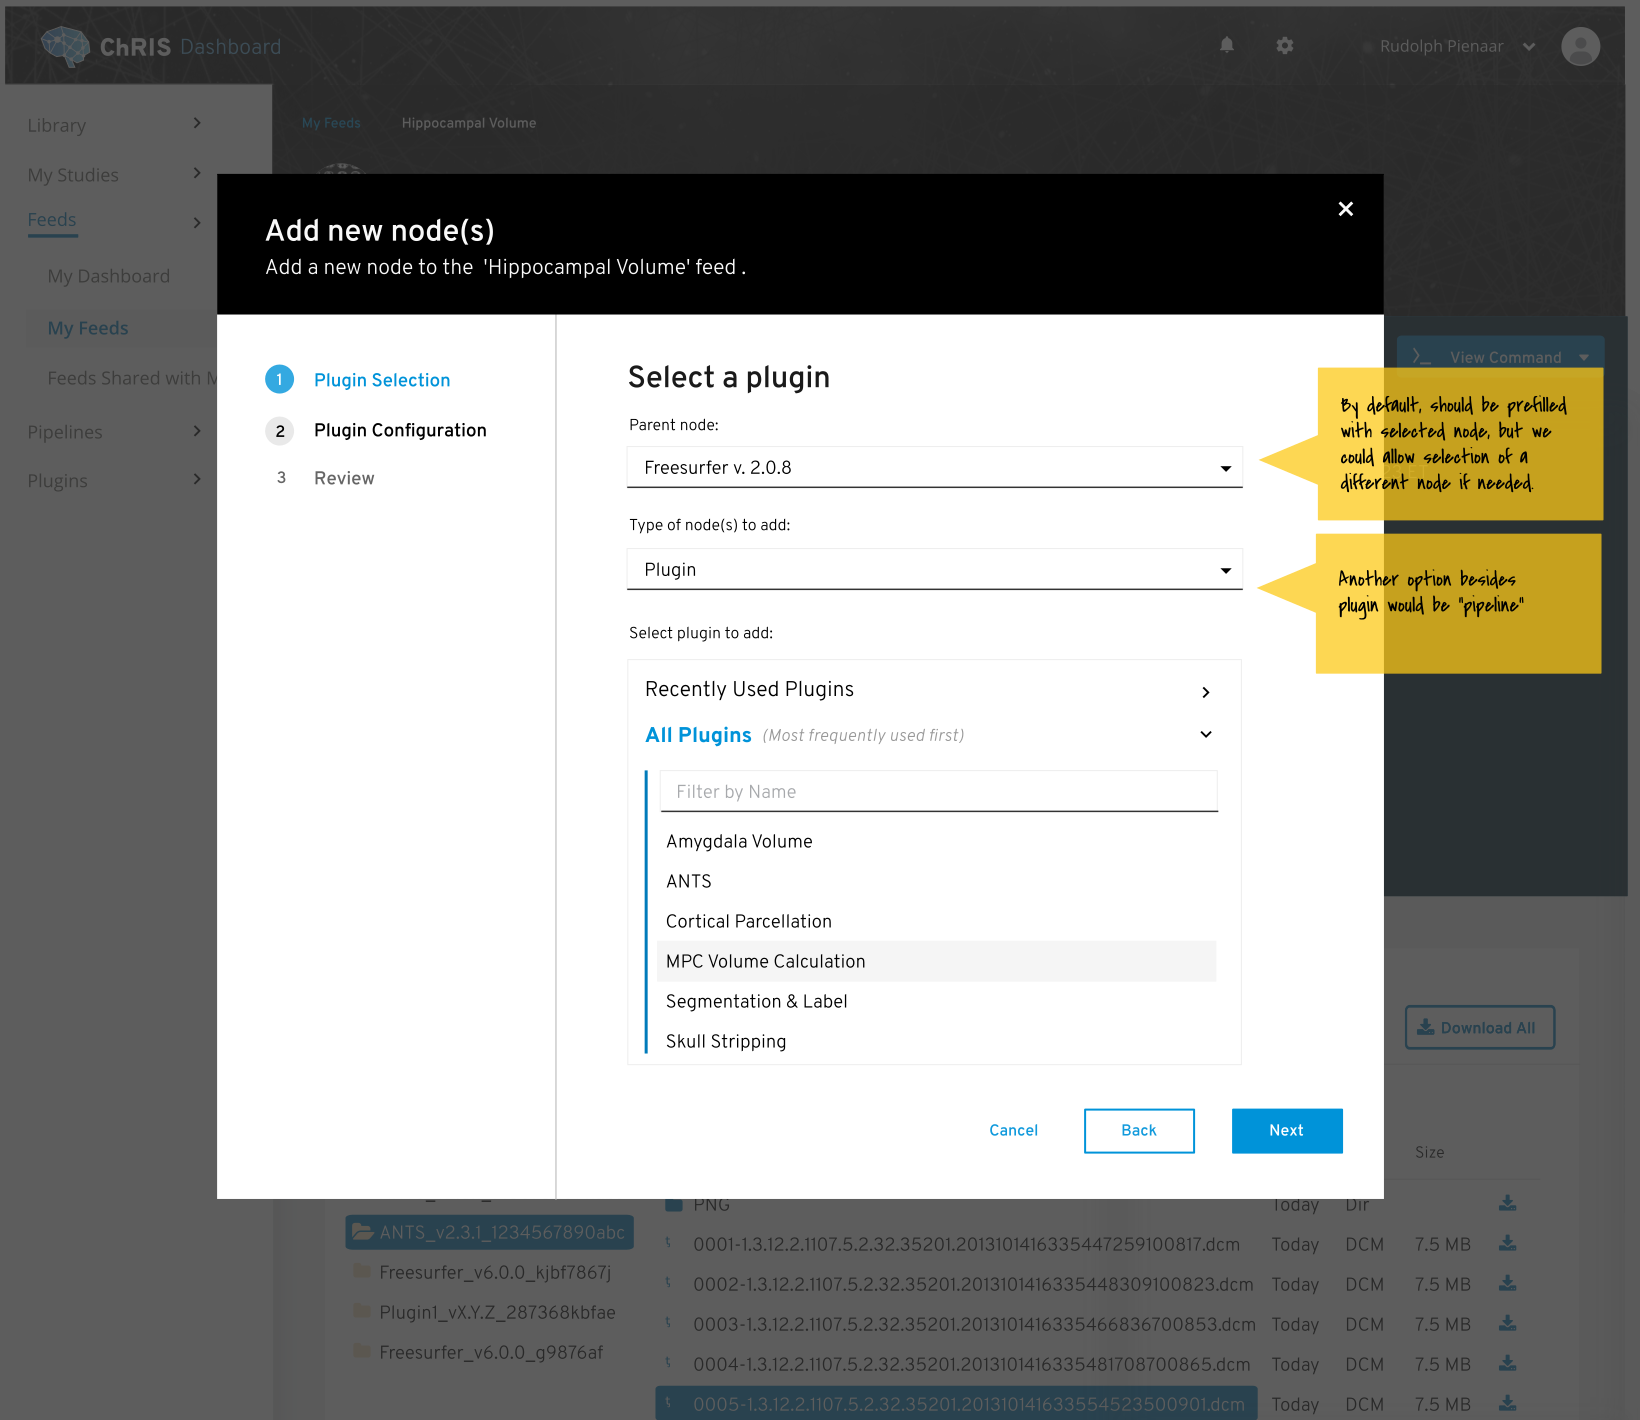 ChRIS Dashboard
Rudolph Pienaar
Library
My Studies
Feeds
My Dashboard
My Feeds
Feeds Shared with M
Pipelines
Plugins
My Feeds
Hippocampal Volume
Add new node(s)
Add a new node to the 'Hippocampal Volume' feed .
1 Plugin Selection
2 Plugin Configuration
3 Review
Select a plugin
Parent node:
Freesurfer v. 2.0.8
Type of node(s) to add:
Plugin
Select plugin to add:
Recently Used Plugins
All Plugins (Most frequently used first)
Filter by Name
Amygdala Volume
ANTS
Cortical Parcellation
MPC Volume Calculation
Segmentation & Label
Skull Stripping
Cancel
Back
Next
View Command
By default, should be prefilled
with selected node, but we
could allow selection of a
different node if needed.
Another option besides
plugin would be "pipeline"
Download All
Size
ANTS_v2.3.1_1234567890abc
Freesurfer_v6.0.0_kjbf7867j
Plugin1_vX.Y.Z_287368kbfae
Freesurfer_v6.0.0_g9876af
PNG Today Dir
0001-1.3.12.2.1107.5.2.32.35201.2013101416335447259100817.dcm Today DCM 7.5 MB
0002-1.3.12.2.1107.5.2.32.35201.2013101416335448309100823.dcm Today DCM 7.5 MB
0003-1.3.12.2.1107.5.2.32.35201.2013101416335466836700853.dcm Today DCM 7.5 MB
0004-1.3.12.2.1107.5.2.32.35201.2013101416335481708700865.dcm Today DCM 7.5 MB
0005-1.3.12.2.1107.5.2.32.35201.2013101416335545235​00901.dcm Today DCM 7.5 MB